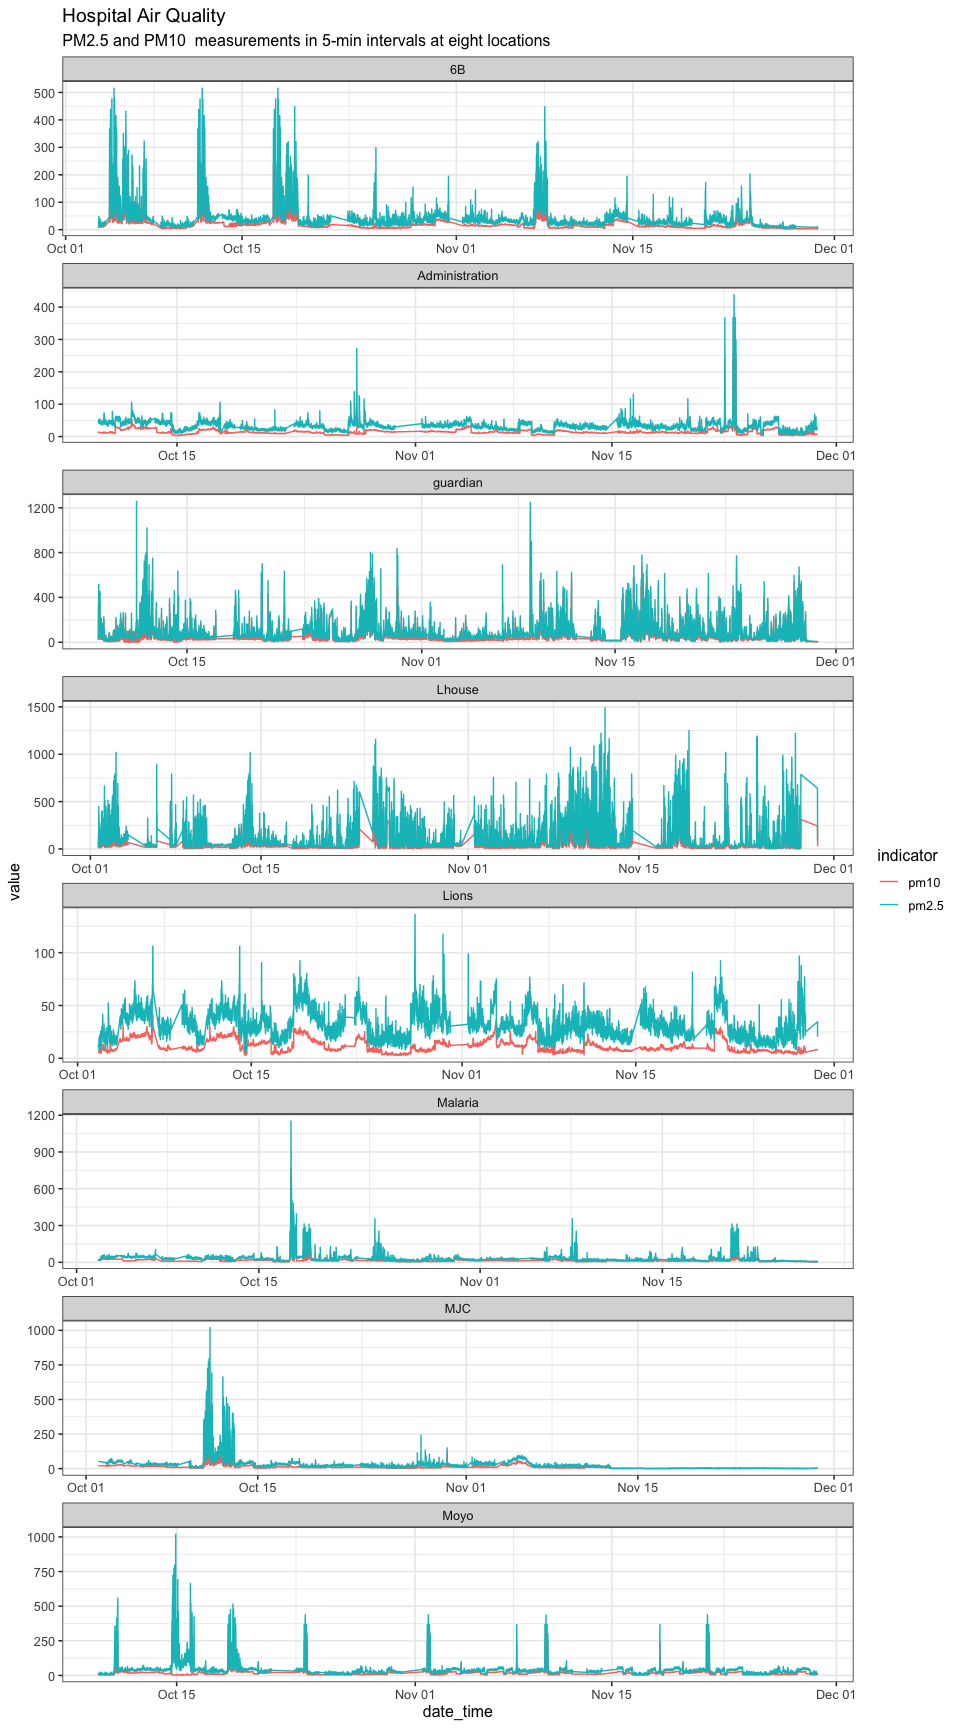 Hospital Air Quality
PM2.5 and PM10  measurements in 5-min intervals at eight locations
6B
500
400
300
200
100
0
Oct 01 Oct 15 Nov 01 Nov 15 Dec 01
Administration
400
300
200
100
0
Oct 15 Nov 01 Nov 15 Dec 01
guardian
1200
800
400
0
Oct 15 Nov 01 Nov 15 Dec 01
Lhouse
1500
1000
500
0
Oct 01 Oct 15 Nov 01 Nov 15 Dec 01
value
indicator
pm10
pm2.5
Lions
100
50
0
Oct 01 Oct 15 Nov 01 Nov 15 Dec 01
Malaria
1200
900
600
300
0
Oct 01 Oct 15 Nov 01 Nov 15
MJC
1000
750
500
250
0
Oct 01 Oct 15 Nov 01 Nov 15 Dec 01
Moyo
1000
750
500
250
0
Oct 15 Nov 01 Nov 15 Dec 01
date_time